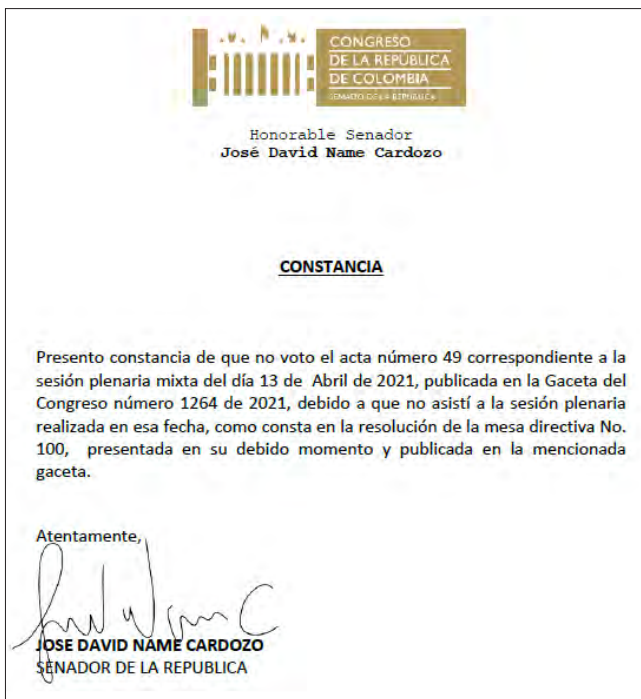 CONGRESO
DE LA REPÚBLICA
DE COLOMBIA
SENADO DE LA REPUBLICA
Honorable Senador
José David Name Cardozo
CONSTANCIA
Presento constancia de que no voto el acta número 49 correspondiente a la
sesión plenaria mixta del día 13 de Abril de 2021, publicada en la Gaceta del
Congreso número 1264 de 2021, debido a que no asistí a la sesión plenaria
realizada en esa fecha, como consta en la resolución de la mesa directiva No.
100, presentada en su debido momento y publicada en la mencionada
gaceta.
Atentamente,
JOSE DAVID NAME CARDOZO
SENADOR DE LA REPUBLICA